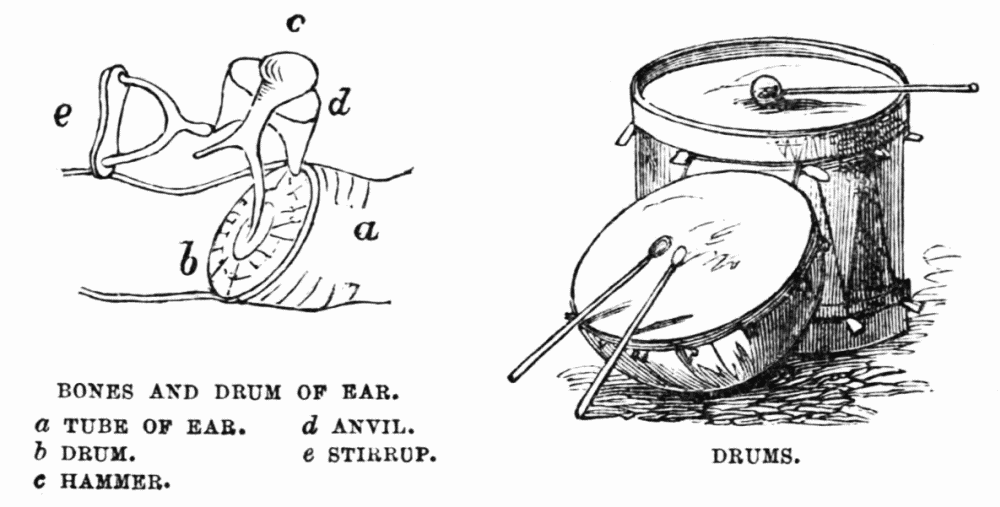 c
e
d
a
b
BONES AND DRUM OF EAR.
a TUBE OF EAR. d ANVIL.
b DRUM. e STIRRUP.
c HAMMER.
DRUMS.